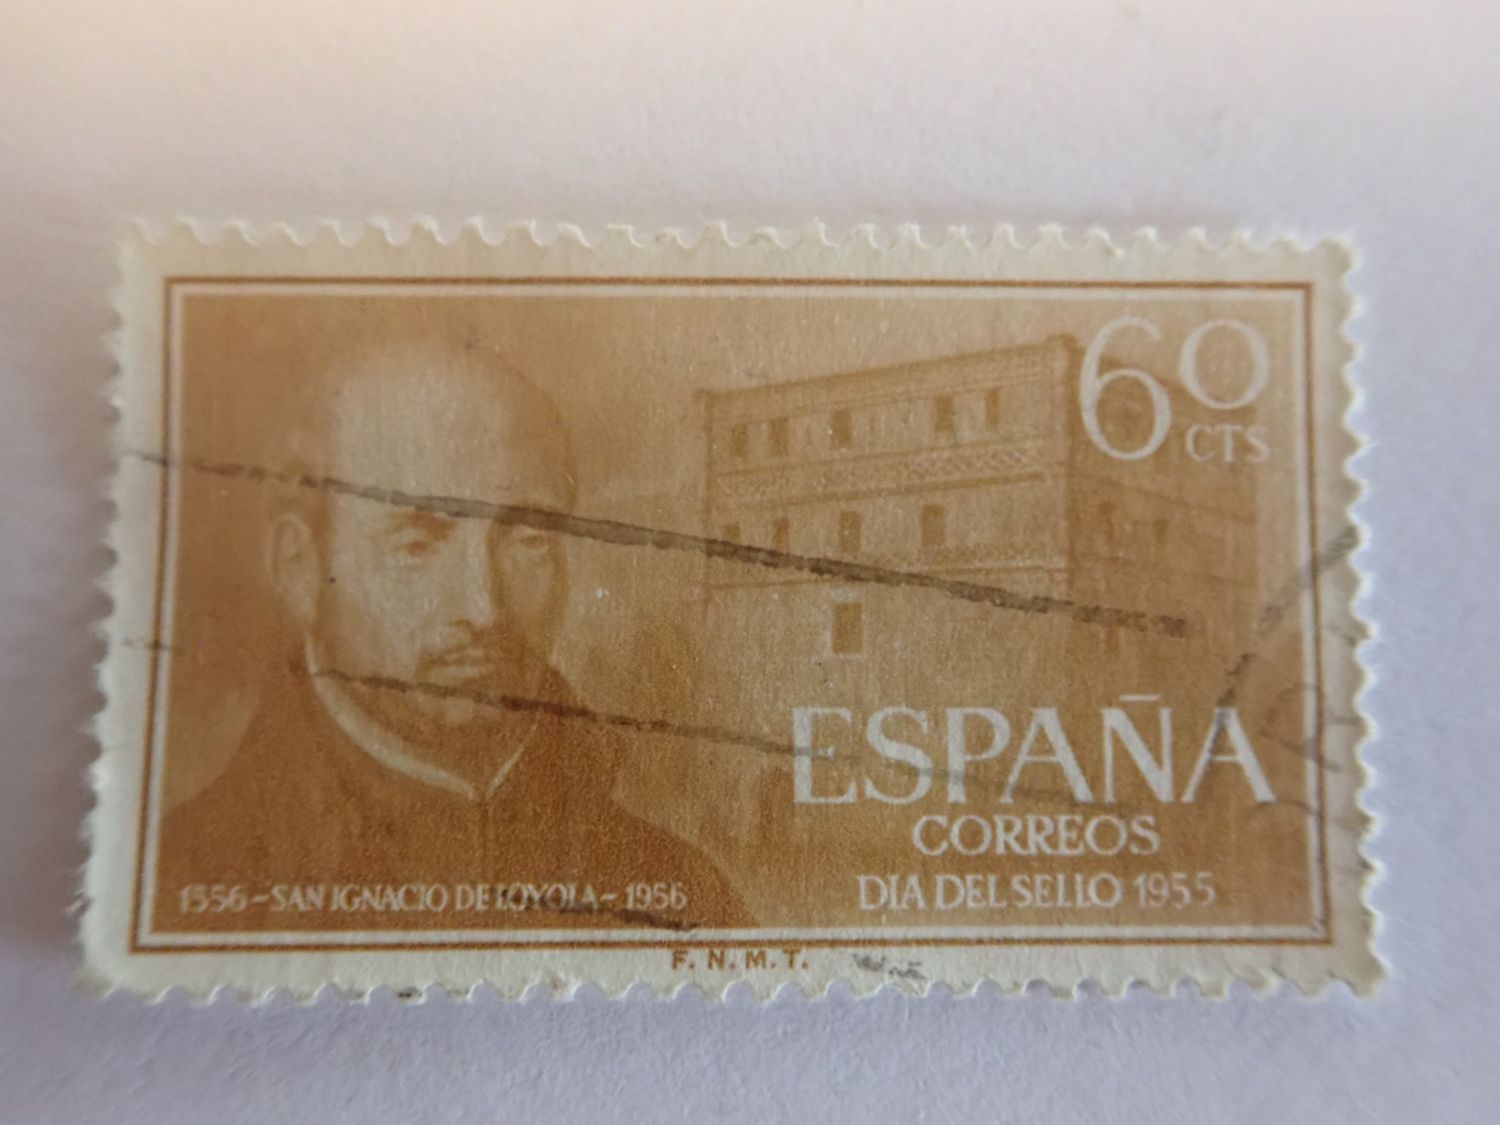 60
CTS
ESPAÑA
CORREOS
1556-SAN IGNACIO DE LOYOLA-1956
DIA DEL SELLO 1955
F. N. M. T.